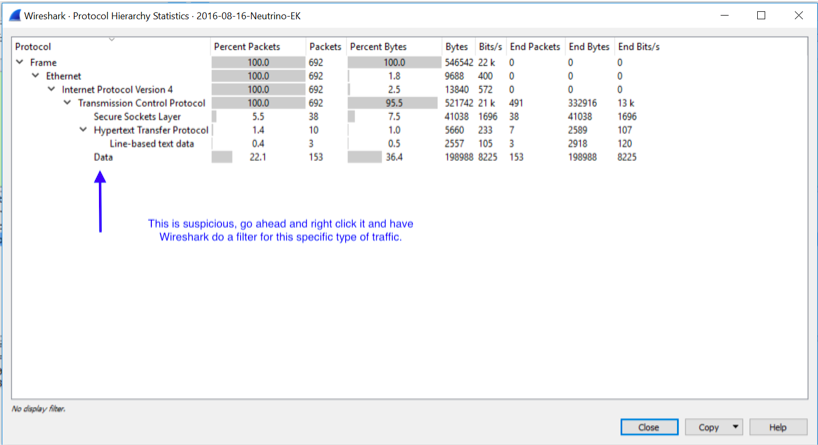 Wireshark · Protocol Hierarchy Statistics · 2016-08-16-Neutrino-EK
Protocol Percent Packets Packets Percent Bytes Bytes Bits/s End Packets End Bytes End Bits/s
Frame 100.0 692 100.0 546542 22 k 0 0 0
Ethernet 100.0 692 1.8 9688 400 0 0 0
Internet Protocol Version 4 100.0 692 2.5 13840 572 0 0 0
Transmission Control Protocol 100.0 692 95.5 521742 21 k 491 332916 13 k
Secure Sockets Layer 5.5 38 7.5 41038 1696 38 41038 1696
Hypertext Transfer Protocol 1.4 10 1.0 5660 233 7 2589 107
Line-based text data 0.4 3 0.5 2557 105 3 2918 120
Data 22.1 153 36.4 198988 8225 153 198988 8225
This is suspicious, go ahead and right click it and have
Wireshark do a filter for this specific type of traffic.
No display filter.
Close Copy Help